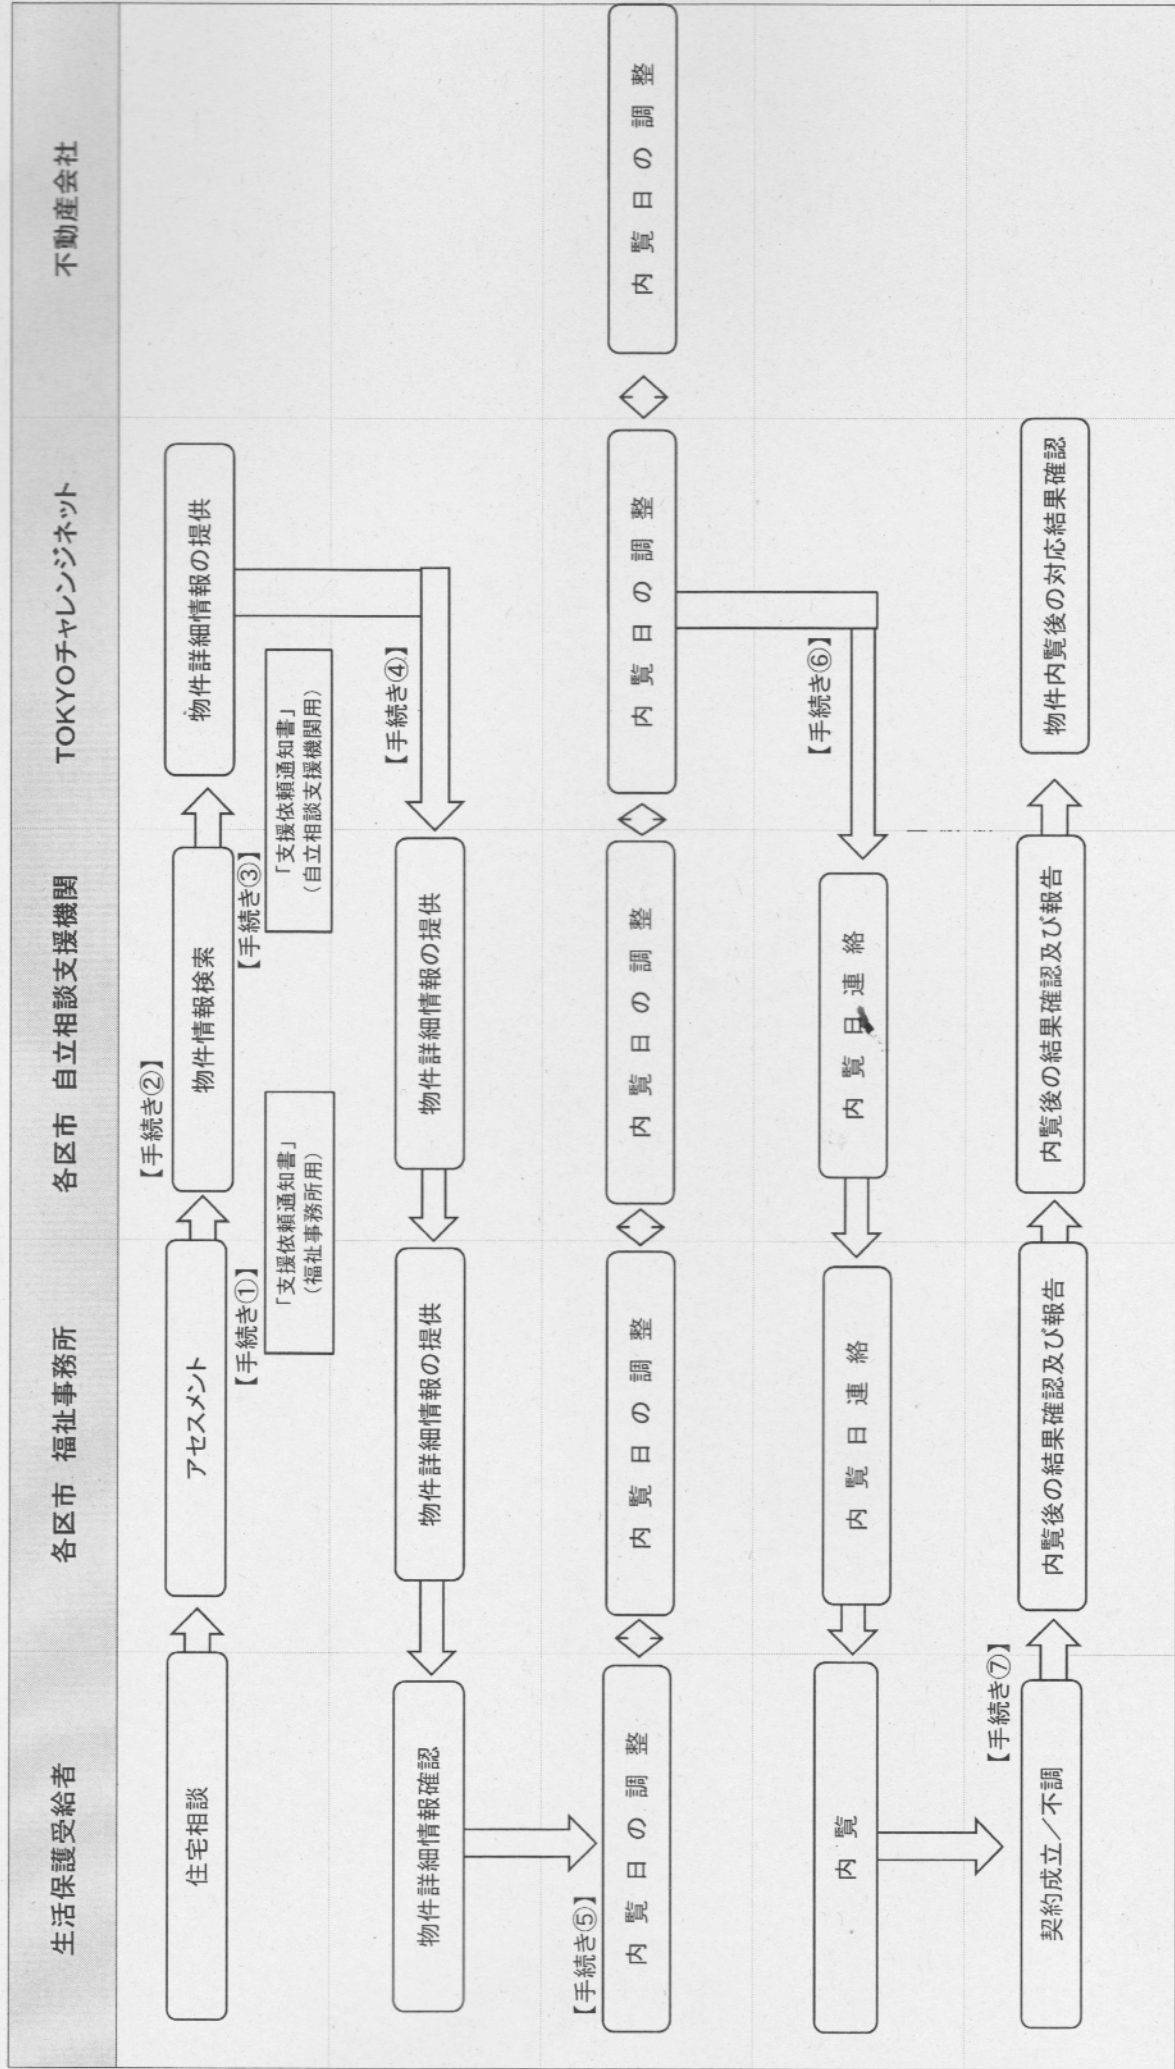 生活保護受給者
各区市 福祉事務所
各区市 自立相談支援機関
TOKYOチャレンジネット
不動産会社
住宅相談
アセスメント
【手続き①】
「支援依頼通知書」
(福祉事務所用)
【手続き②】
物件情報検索
【手続き③】
「支援依頼通知書」
(自立相談支援機関用)
物件詳細情報の提供
【手続き④】
物件詳細情報確認
物件詳細情報の提供
物件詳細情報の提供
【手続き⑤】
内覧日の調整
内覧日の調整
内覧日の調整
内覧日の調整
内覧日の調整
【手続き⑥】
内覧
内覧日連絡
内覧日連絡
【手続き⑦】
契約成立/不調
内覧後の結果確認及び報告
内覧後の結果確認及び報告
物件内覧後の対応結果確認